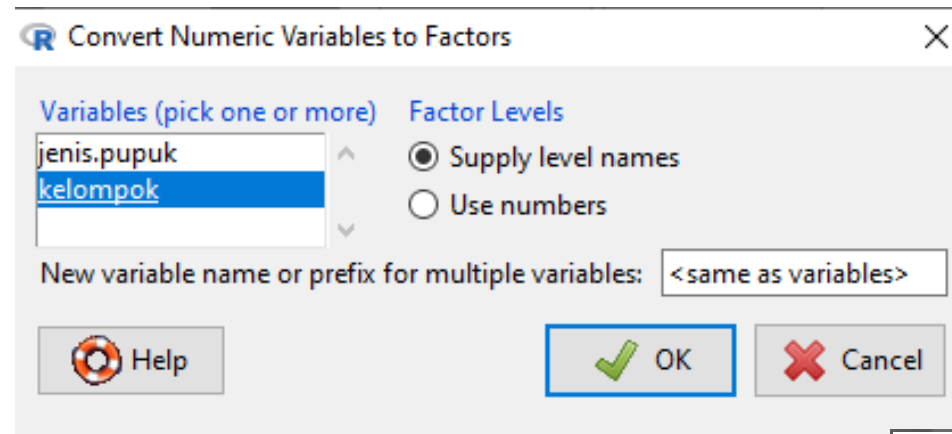 Convert Numeric Variables to Factors
Variables (pick one or more) Factor Levels
jenis.pupuk
Supply level names
kelompok
Use numbers
New variable name or prefix for multiple variables: <same as variables>
Help OK Cancel